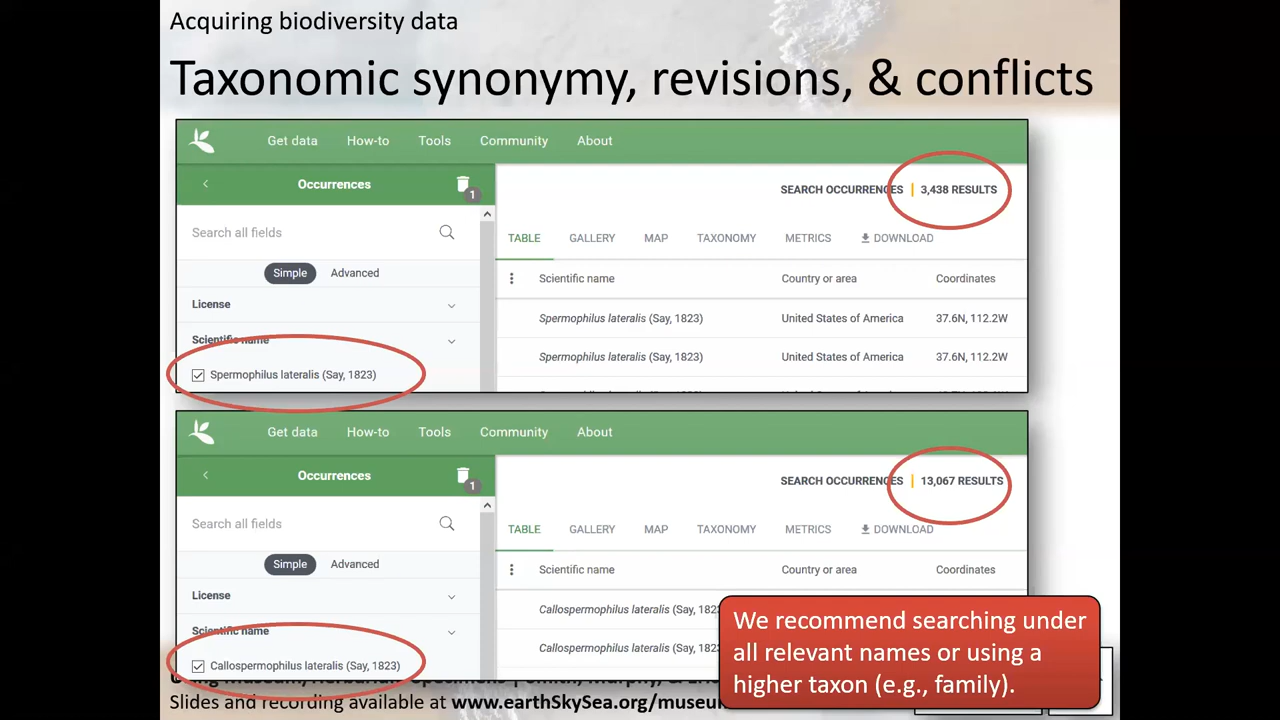 Acquiring biodiversity data
Taxonomic synonymy, revisions, & conflicts
Get data How-to Tools Community About
Occurrences
1
SEARCH OCCURRENCES | 3,438 RESULTS
Search all fields
TABLE GALLERY MAP TAXONOMY METRICS DOWNLOAD
Simple Advanced
Scientific name Country or area Coordinates
License
Spermophilus lateralis (Say, 1823) United States of America 37.6N, 112.2W
Scientific name
Spermophilus lateralis (Say, 1823) United States of America 37.6N, 112.2W
Spermophilus lateralis (Say, 1823)
Get data How-to Tools Community About
Occurrences
1
SEARCH OCCURRENCES | 13,067 RESULTS
Search all fields
TABLE GALLERY MAP TAXONOMY METRICS DOWNLOAD
Simple Advanced
Scientific name Country or area Coordinates
License
Callospermophilus lateralis (Say, 182
Scientific name
Callospermophilus lateralis (Say, 182
Callospermophilus lateralis (Say, 1823)
We recommend searching under
all relevant names or using a
higher taxon (e.g., family).
Slides and recording available at www.earthSkySea.org/museu